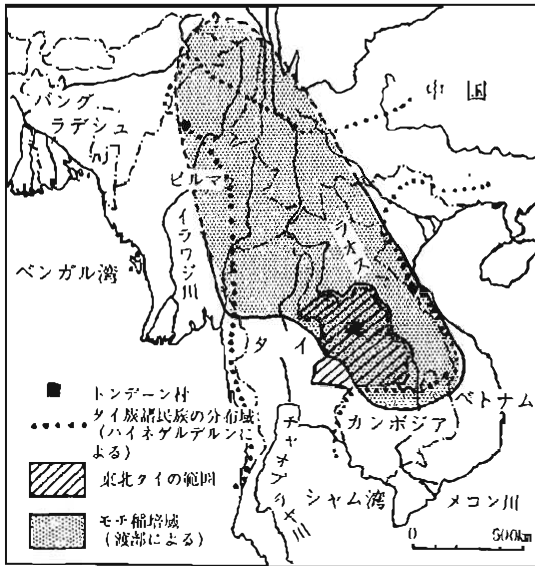 中国
バング
ラデシュ
ビルマ
イラワジ川
ラオス
ベンガル湾
タイ
■ トンデーン村
タイ族諸民族の分布域
(ハイネゲルデルンに
よる)
東北タイの範囲
モチ稲培域
(渡部による)
チャオプラヤ川
カンボジア
ベトナム
シャム湾
メコン川
0 500km